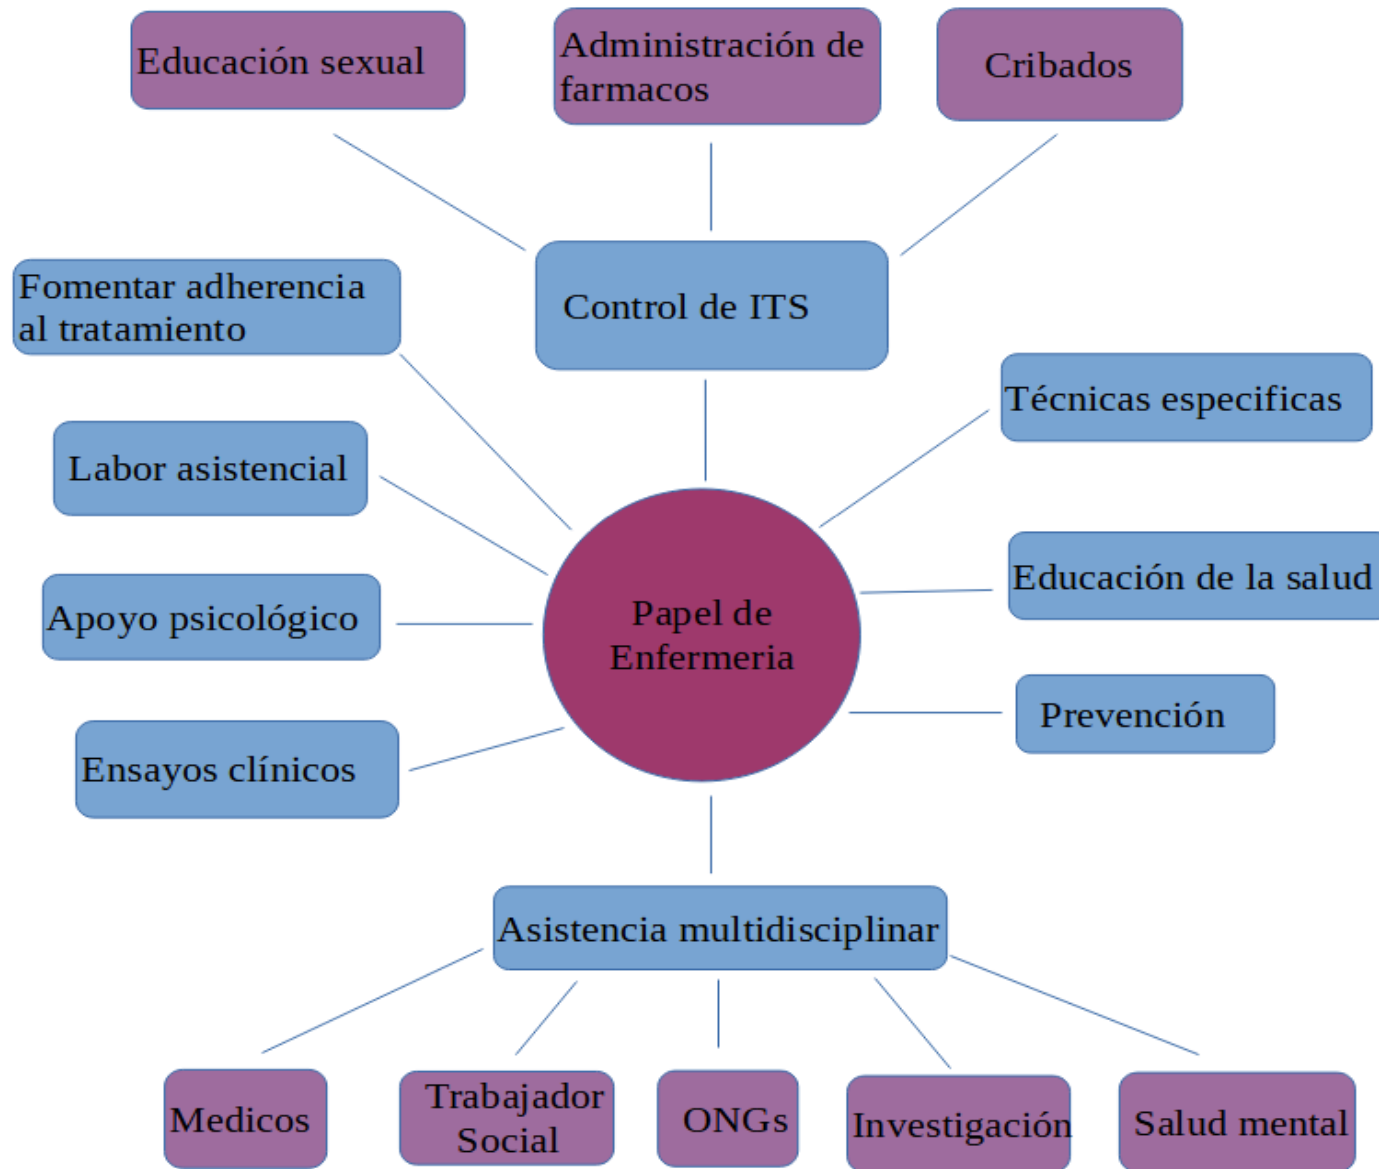 Educación sexual
Administración de
farmacos
Cribados
Control de ITS
Fomentar adherencia
al tratamiento
Técnicas especificas
Labor asistencial
Educación de la salud
Apoyo psicológico
Papel de
Enfermeria
Prevención
Ensayos clínicos
Asistencia multidisciplinar
Medicos
Trabajador
Social
ONGs
Investigación
Salud mental